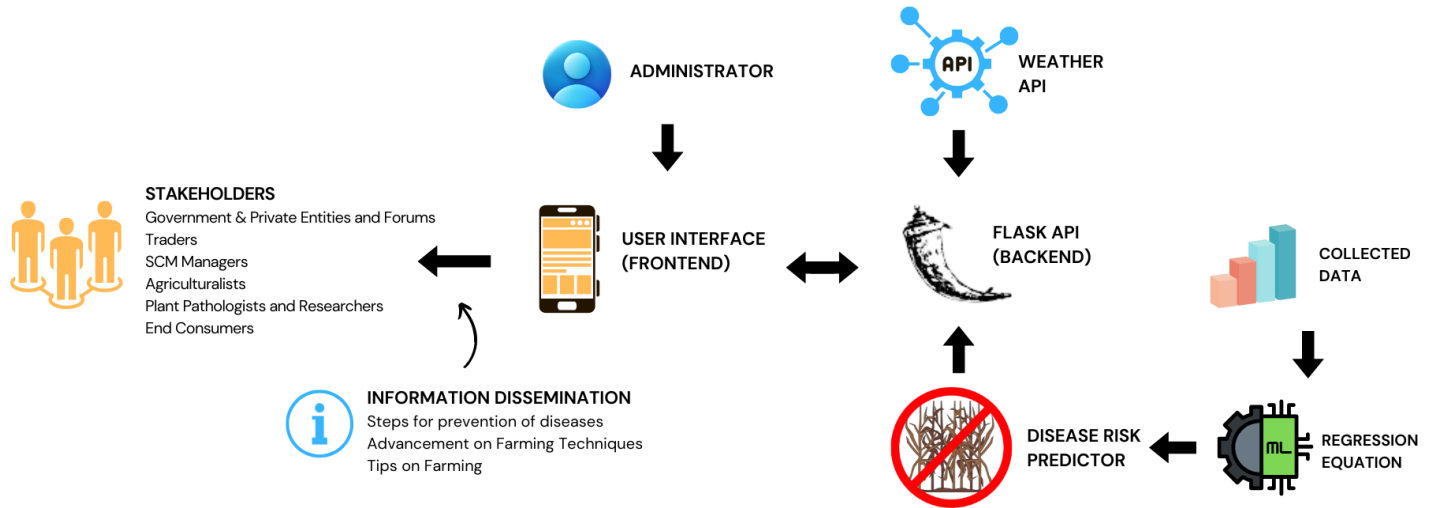 ADMINISTRATOR
API
WEATHER
API
STAKEHOLDERS
Government & Private Entities and Forums
Traders
SCM Managers
Agriculturalists
Plant Pathologists and Researchers
End Consumers
USER INTERFACE
(FRONTEND)
FLASK API
(BACKEND)
COLLECTED
DATA
INFORMATION DISSEMINATION
Steps for prevention of diseases
Advancement on Farming Techniques
Tips on Farming
DISEASE RISK
PREDICTOR
ML
REGRESSION
EQUATION